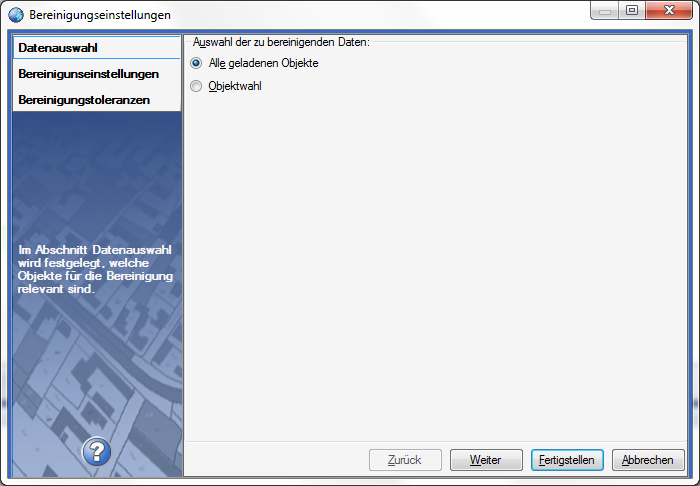 Bereinigungseinstellungen
Datenauswahl
Bereinigunseinstellungen
Bereinigungstoleranzen
Im Abschnitt Datenauswahl
wird festgelegt, welche
Objekte für die Bereinigung
relevant sind.
?
Auswahl der zu bereinigenden Daten:
Alle geladenen Objekte
Objektwahl
Zurück
Weiter
Fertigstellen
Abbrechen